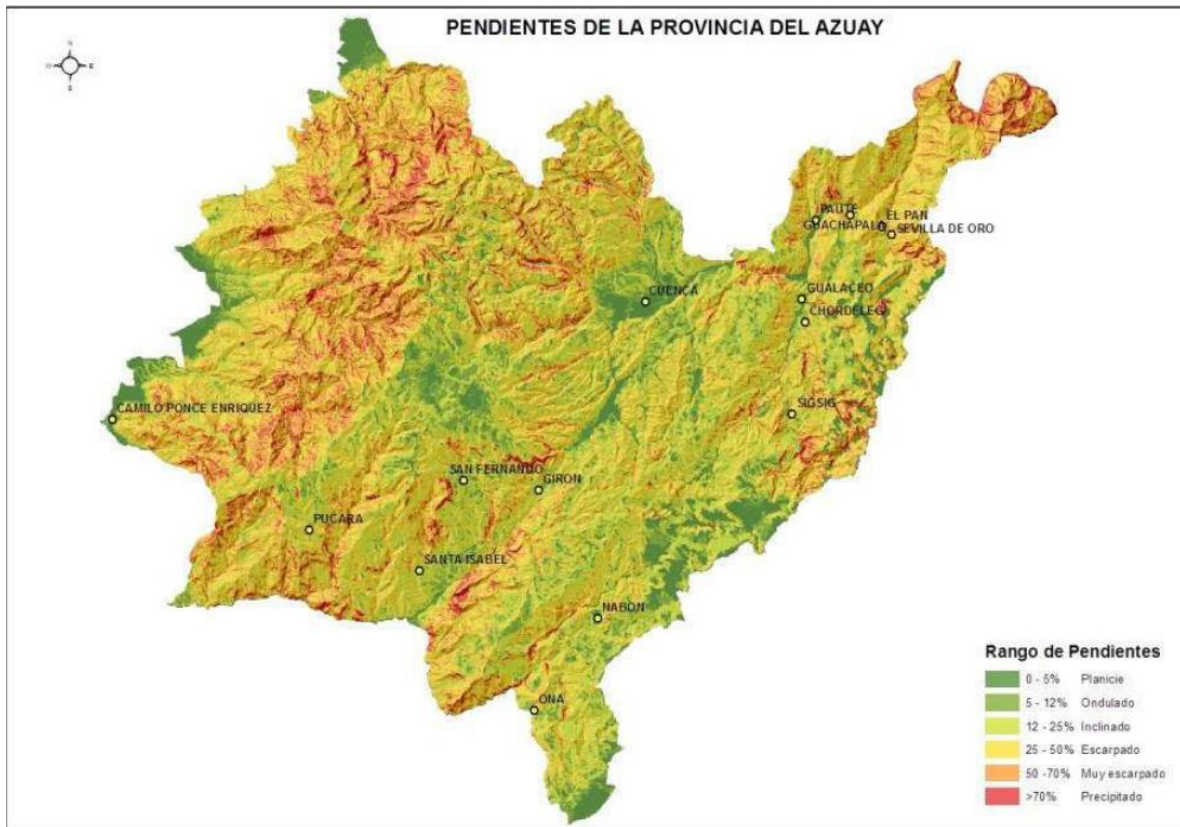 PENDIENTES DE LA PROVINCIA DEL AZUAY
N
E
S
PAUTE
EL PAN
GUACHAPALA
SEVILLA DE ORO
CUENCA
GUALACEO
CHORDELEG
CAMILO PONCE ENRIQUEZ
SIGSIG
SAN FERNANDO
GIRON
PUCARA
SANTA ISABEL
NABON
ONA
Rango de Pendientes
0 - 5% Planicie
5 - 12% Ondulado
12 - 25% Inclinado
25 - 50% Escarpado
50 -70% Muy escarpado
>70% Precipitado